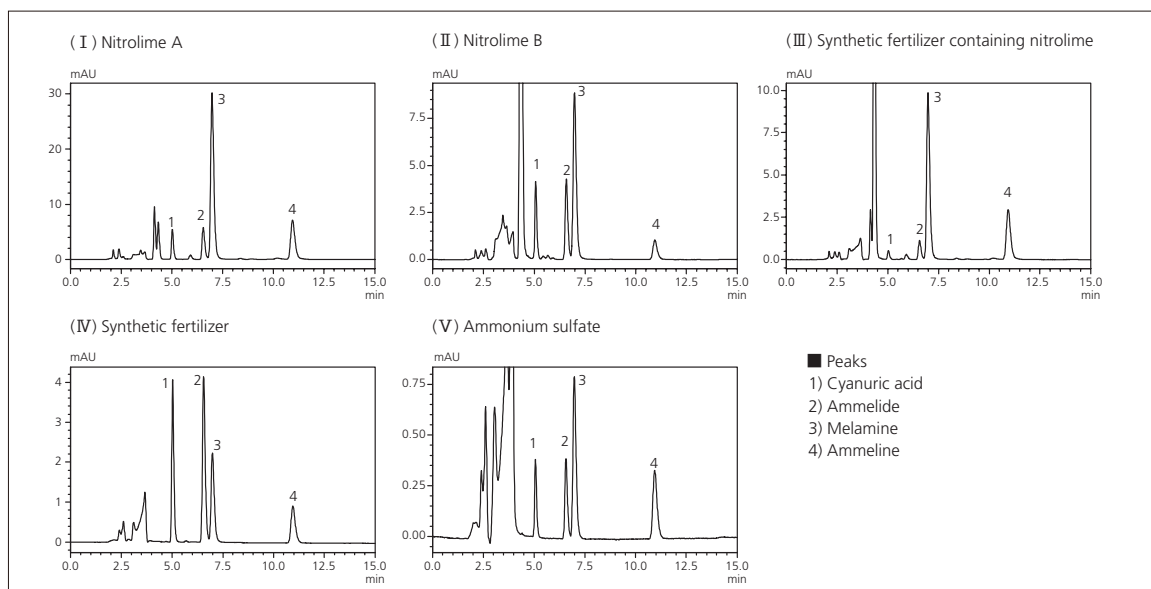 (Ⅰ) Nitrolime A
mAU
30
20
10
0
1
2
3
4
0.0 2.5 5.0 7.5 10.0 12.5 15.0
min
(Ⅱ) Nitrolime B
mAU
7.5
5.0
2.5
0.0
1
2
3
4
0.0 2.5 5.0 7.5 10.0 12.5 15.0
min
(Ⅲ) Synthetic fertilizer containing nitrolime
mAU
10.0
7.5
5.0
2.5
0.0
1
2
3
4
0.0 2.5 5.0 7.5 10.0 12.5 15.0
min
(Ⅳ) Synthetic fertilizer
mAU
4
3
2
1
0
1
2
3
4
0.0 2.5 5.0 7.5 10.0 12.5 15.0
min
(Ⅴ) Ammonium sulfate
mAU
0.75
0.50
0.25
0.00
1
2
3
4
0.0 2.5 5.0 7.5 10.0 12.5 15.0
min
■ Peaks
1) Cyanuric acid
2) Ammelide
3) Melamine
4) Ammeline